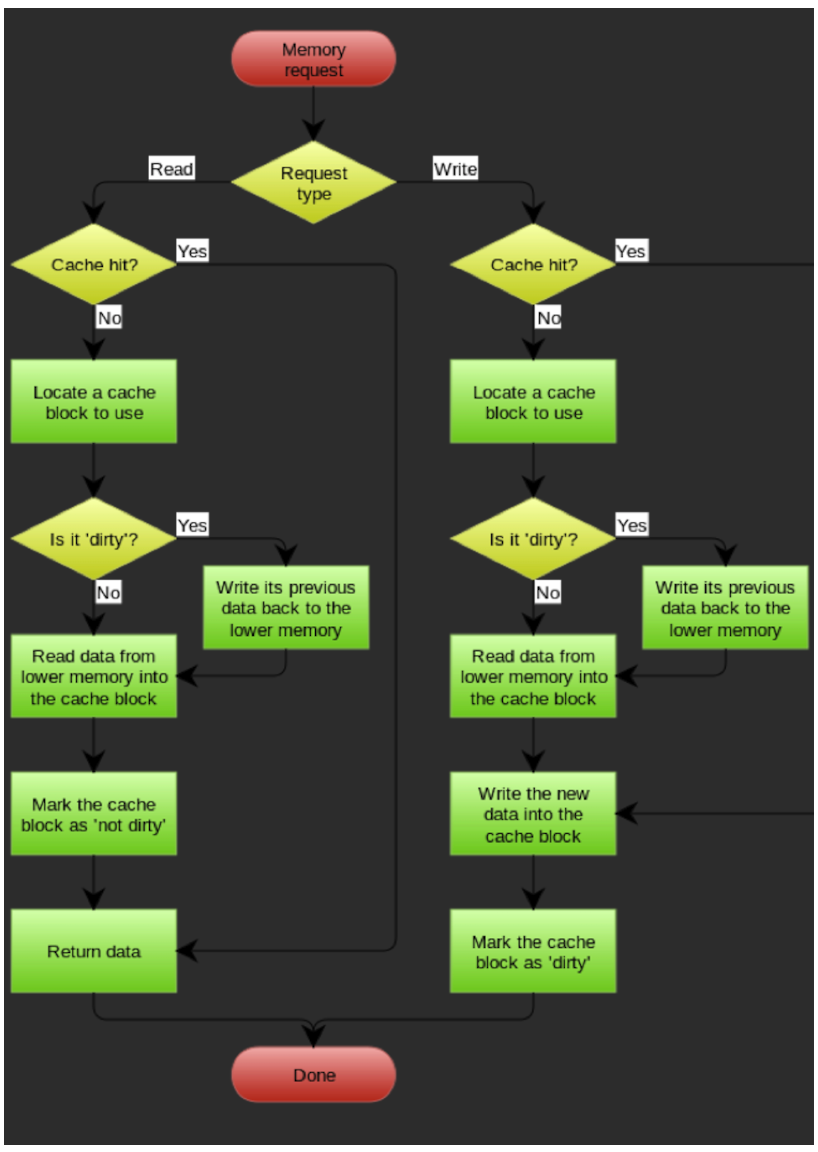 Memory
request
Request
type
Read
Write
Cache hit?
Yes
No
Locate a cache
block to use
Is it 'dirty'?
Yes
No
Write its previous
data back to the
lower memory
Read data from
lower memory into
the cache block
Mark the cache
block as 'not dirty'
Return data
Cache hit?
Yes
No
Locate a cache
block to use
Is it 'dirty'?
Yes
No
Write its previous
data back to the
lower memory
Read data from
lower memory into
the cache block
Write the new
data into the
cache block
Mark the cache
block as 'dirty'
Done